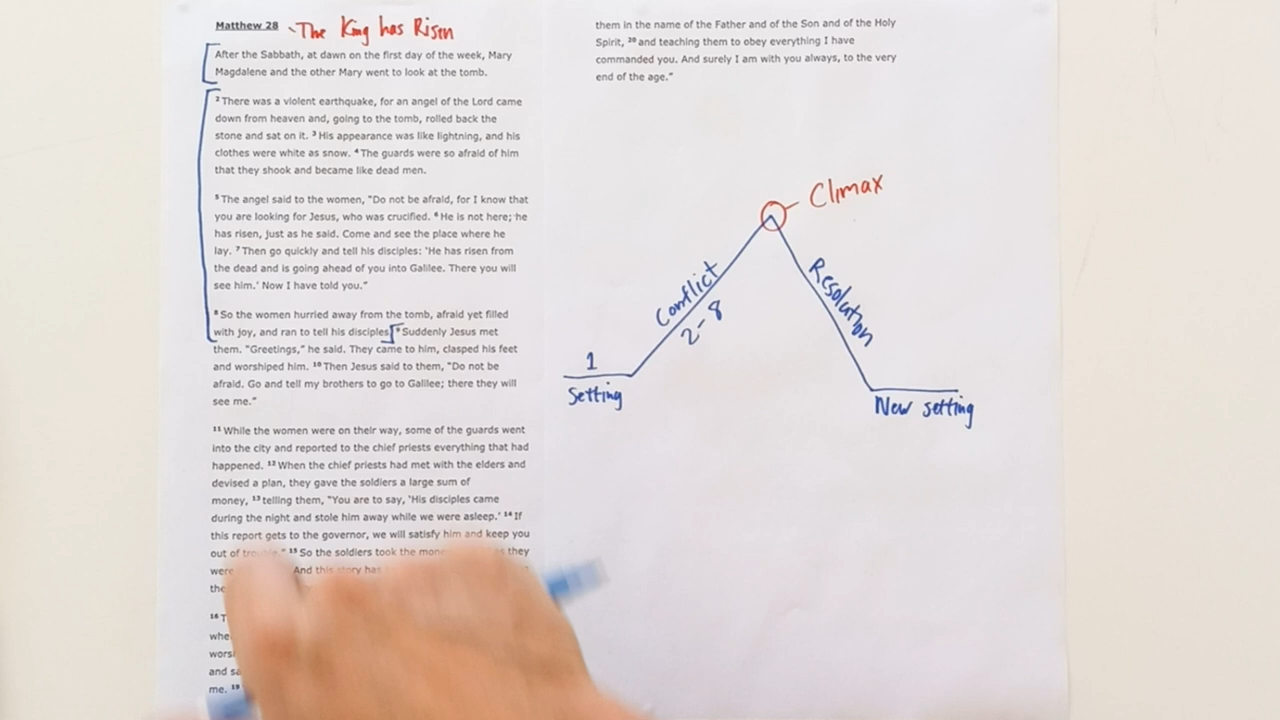 Matthew 28 - The King has Risen
After the Sabbath, at dawn on the first day of the week, Mary
Magdalene and the other Mary went to look at the tomb.
2 There was a violent earthquake, for an angel of the Lord came
down from heaven and, going to the tomb, rolled back the
stone and sat on it. 3 His appearance was like lightning, and his
clothes were white as snow. 4 The guards were so afraid of him
that they shook and became like dead men.
5 The angel said to the women, "Do not be afraid, for I know that
you are looking for Jesus, who was crucified. 6 He is not here; he
has risen, just as he said. Come and see the place where he
lay. 7 Then go quickly and tell his disciples: 'He has risen from
the dead and is going ahead of you into Galilee. There you will
see him.' Now I have told you."
8 So the women hurried away from the tomb, afraid yet filled
with joy, and ran to tell his disciples. 9 Suddenly Jesus met
them. "Greetings," he said. They came to him, clasped his feet
and worshiped him. 10 Then Jesus said to them, "Do not be
afraid. Go and tell my brothers to go to Galilee; there they will
see me."
11 While the women were on their way, some of the guards went
into the city and reported to the chief priests everything that had
happened. 12 When the chief priests had met with the elders and
devised a plan, they gave the soldiers a large sum of
money, 13 telling them, "You are to say, 'His disciples came
during the night and stole him away while we were asleep.' 14 If
this report gets to the governor, we will satisfy him and keep you
out of 15 So the soldiers took the they
were And this story has
16
and
me. 19
them in the name of the Father and of the Son and of the Holy
Spirit, 20 and teaching them to obey everything I have
commanded you. And surely I am with you always, to the very
end of the age."
Climax
Conflict
2-8
Resolution
1
Setting
New setting